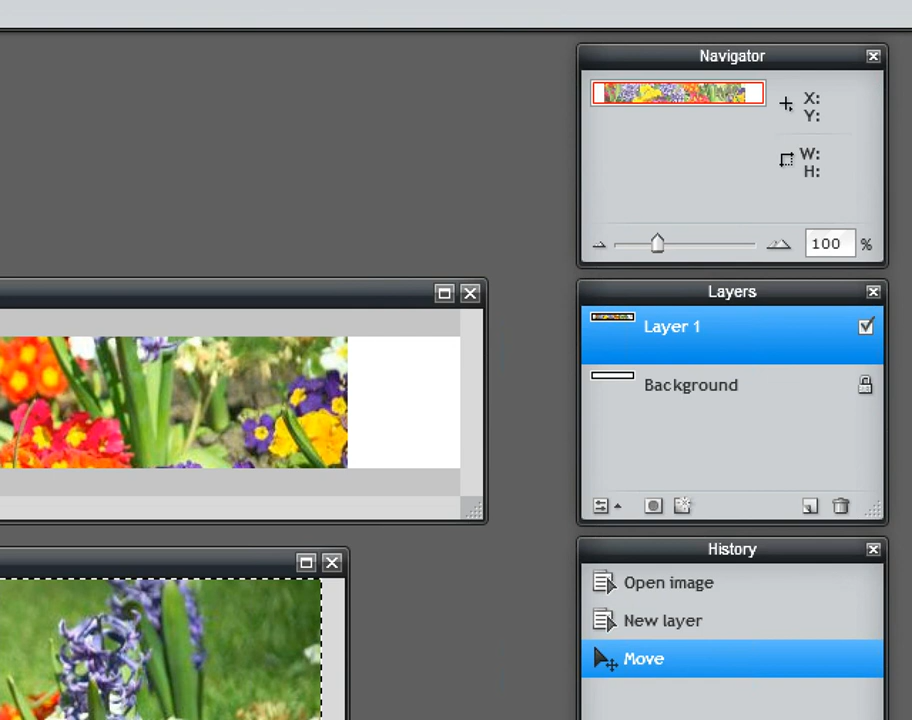 Navigator
X:
Y:
W:
H:
100 %
Layers
Layer 1
Background
History
Open image
New layer
Move